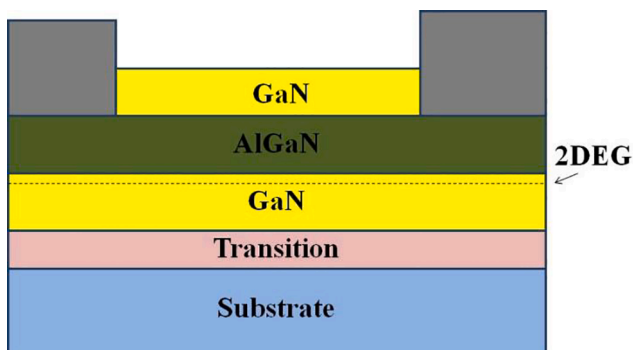 GaN
AlGaN
2DEG
GaN
Transition
Substrate